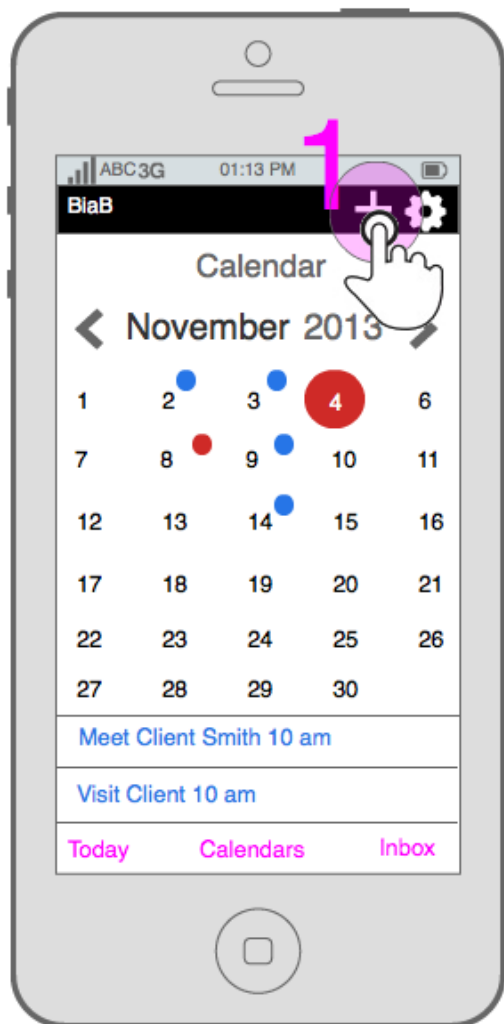 1
ABC 3G 01:13 PM
BiaB
Calendar
November 2013
1 2 3 4 6
7 8 9 10 11
12 13 14 15 16
17 18 19 20 21
22 23 24 25 26
27 28 29 30
Meet Client Smith 10 am
Visit Client 10 am
Today Calendars Inbox